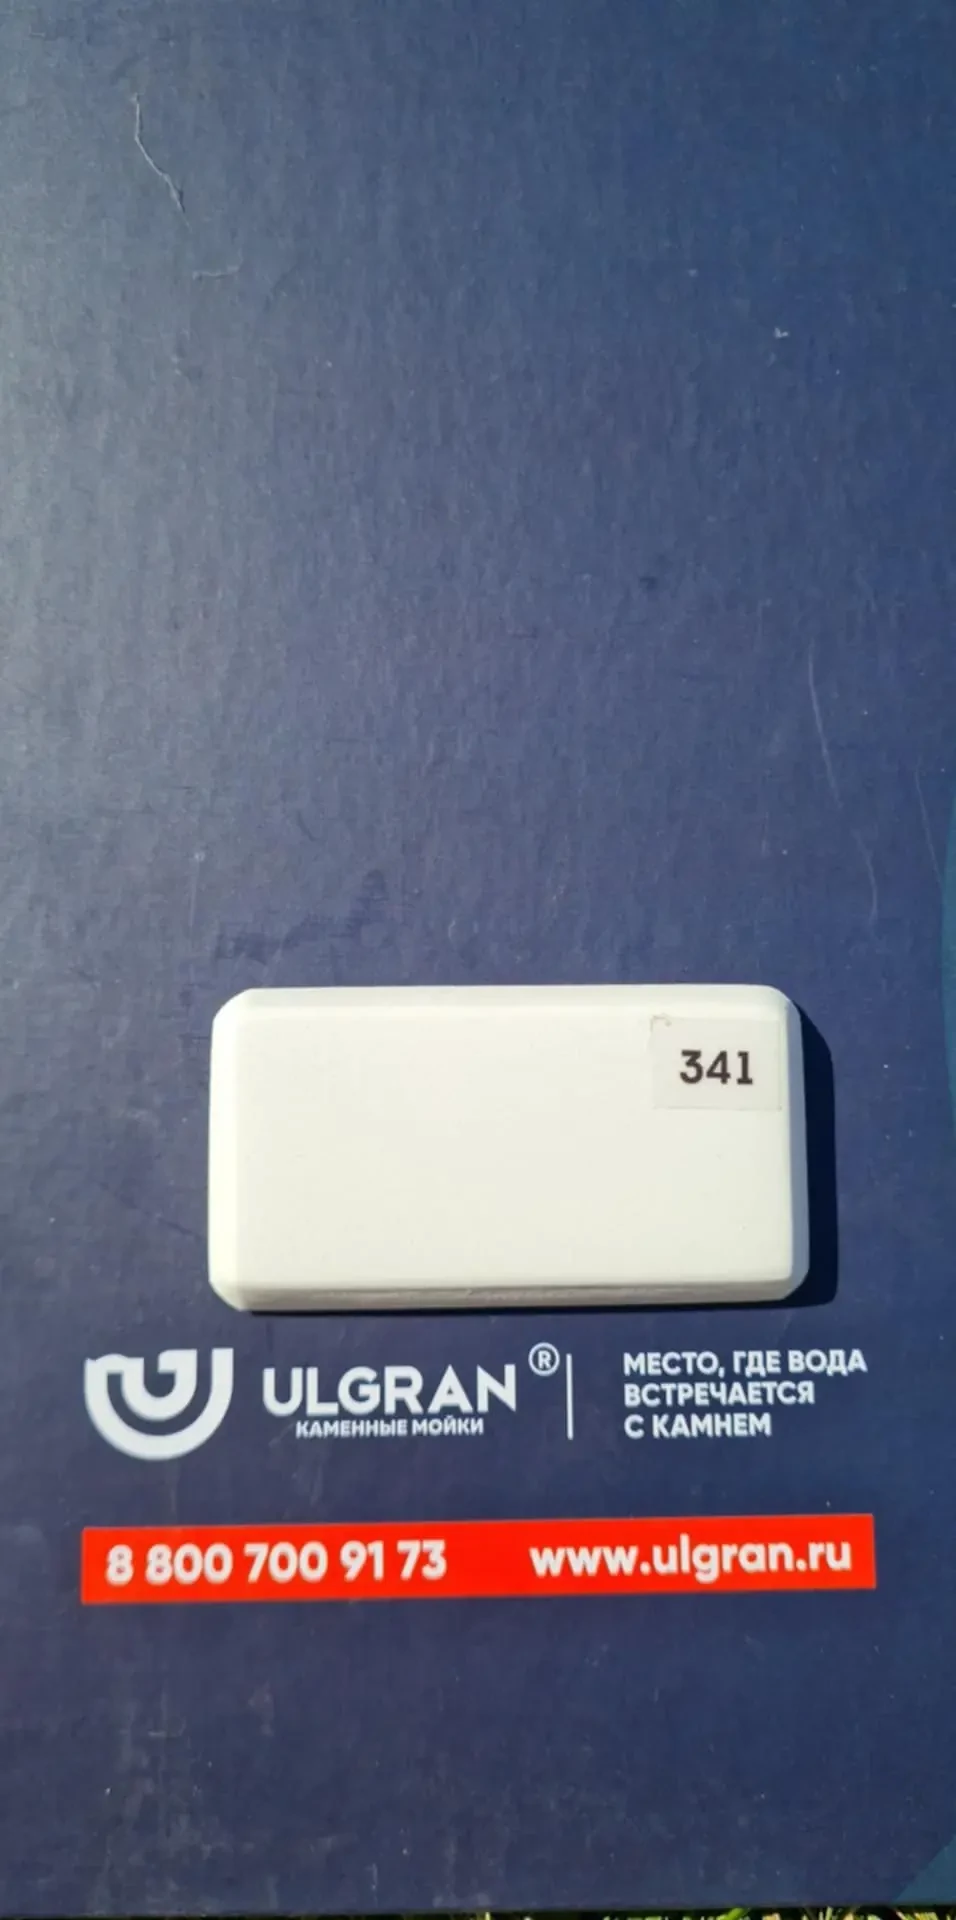 341
ULGRAN®
КАМЕННЫЕ МОЙКИ
МЕСТО, ГДЕ ВОДА
ВСТРЕЧАЕТСЯ
С КАМНЕМ
8 800 700 91 73
www.ulgran.ru